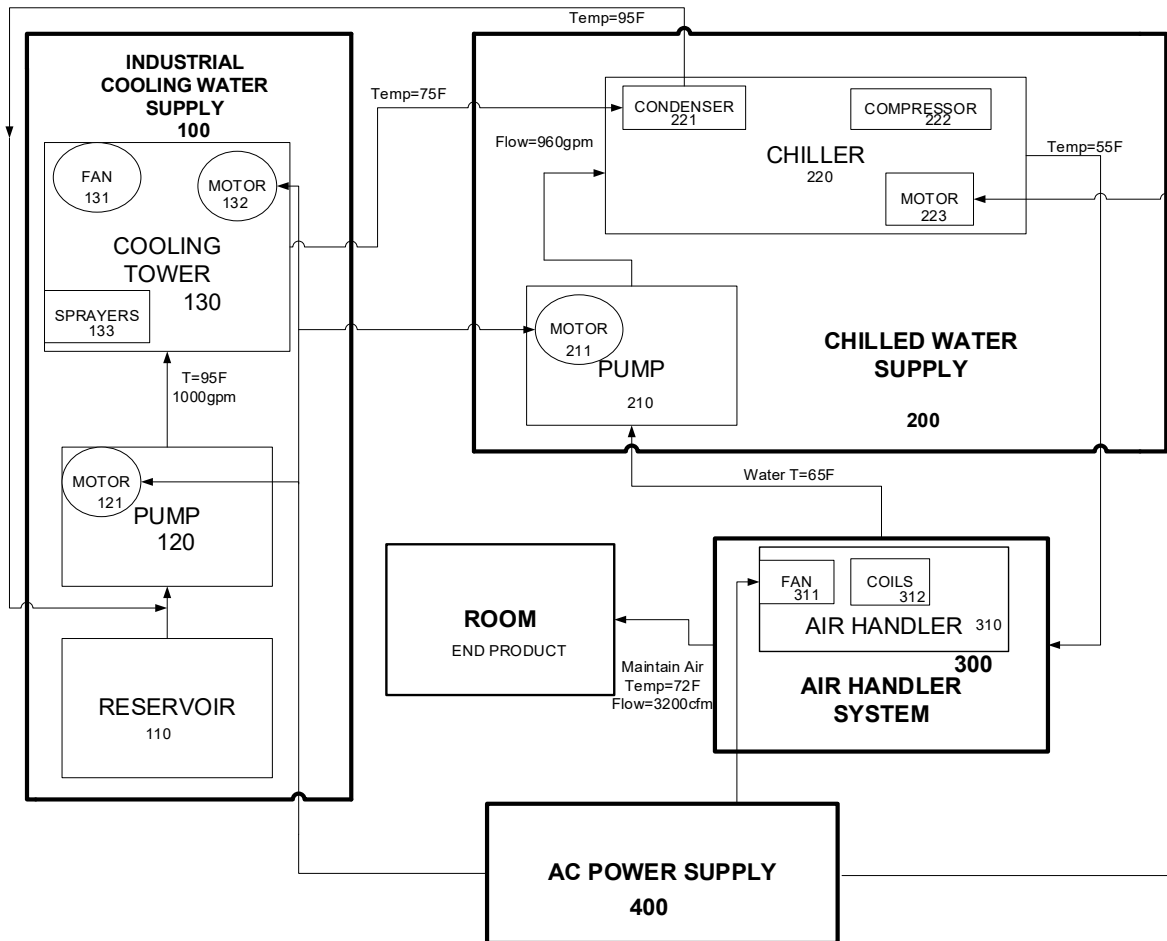 Temp=95F
INDUSTRIAL
COOLING WATER
SUPPLY
100
FAN
131
MOTOR
132
COOLING
TOWER
130
SPRAYERS
133
T=95F
1000gpm
MOTOR
121
PUMP
120
RESERVOIR
110
Temp=75F
Flow=960gpm
CONDENSER
221
COMPRESSOR
222
CHILLER
220
MOTOR
223
Temp=55F
MOTOR
211
PUMP
210
CHILLED WATER
SUPPLY
200
Water T=65F
ROOM
END PRODUCT
Maintain Air
Temp=72F
Flow=3200cfm
FAN
311
COILS
312
AIR HANDLER 310
300
AIR HANDLER
SYSTEM
AC POWER SUPPLY
400